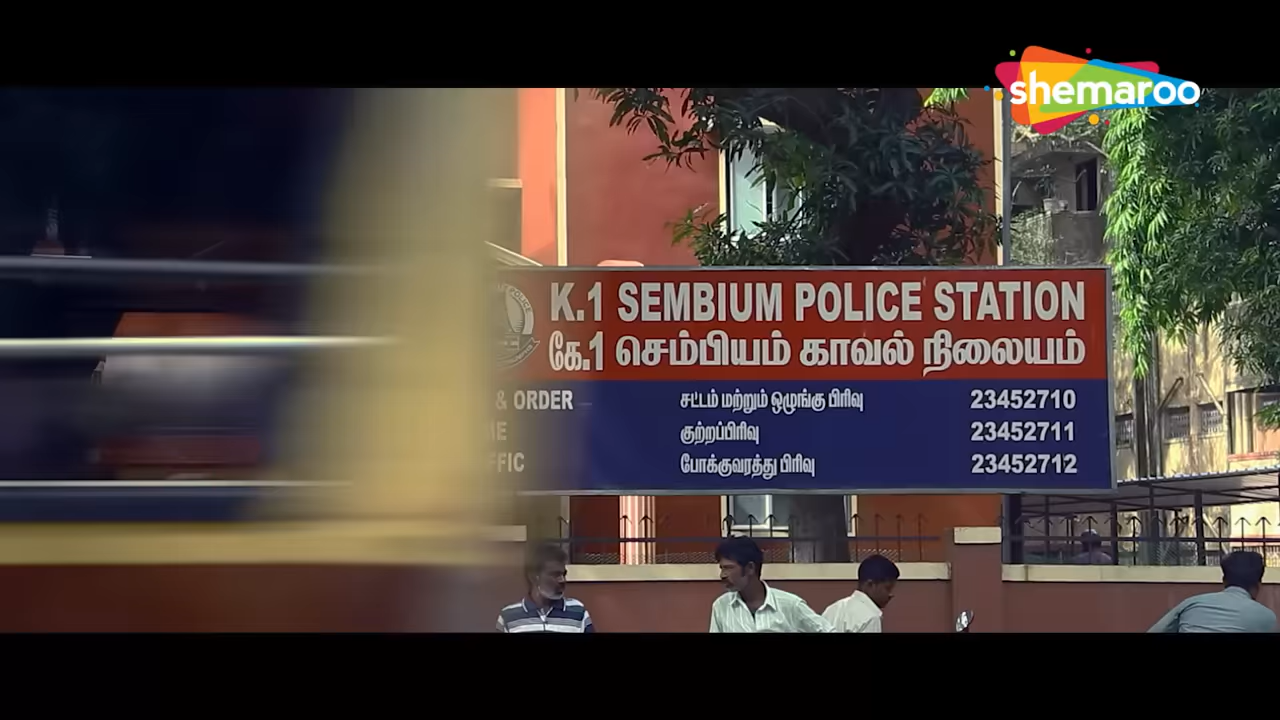 shemaroo
K.1 SEMBIUM POLICE STATION
கே.1 செம்பியம் காவல் நிலையம்
& ORDER சட்டம் மற்றும் ஒழுங்கு பிரிவு 23452710
குற்றப்பிரிவு 23452711
போக்குவரத்து பிரிவு 23452712